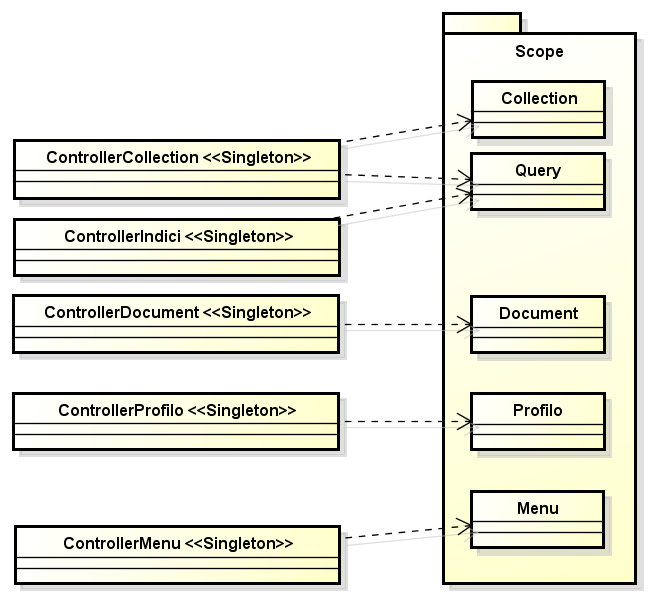 Scope
Collection
ControllerCollection <<Singleton>>
Query
ControllerIndici <<Singleton>>
ControllerDocument <<Singleton>>
Document
ControllerProfilo <<Singleton>>
Profilo
Menu
ControllerMenu <<Singleton>>